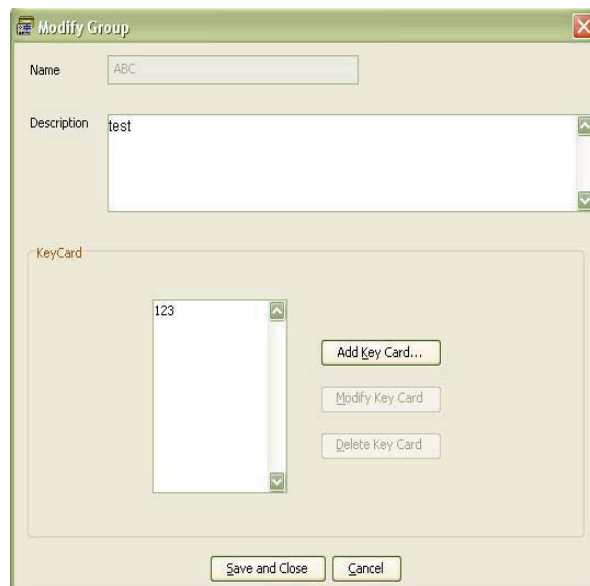 Modify Group
Name
ABC
Description
test
KeyCard
123
Add Key Card...
Modify Key Card
Delete Key Card
Save and Close
Cancel